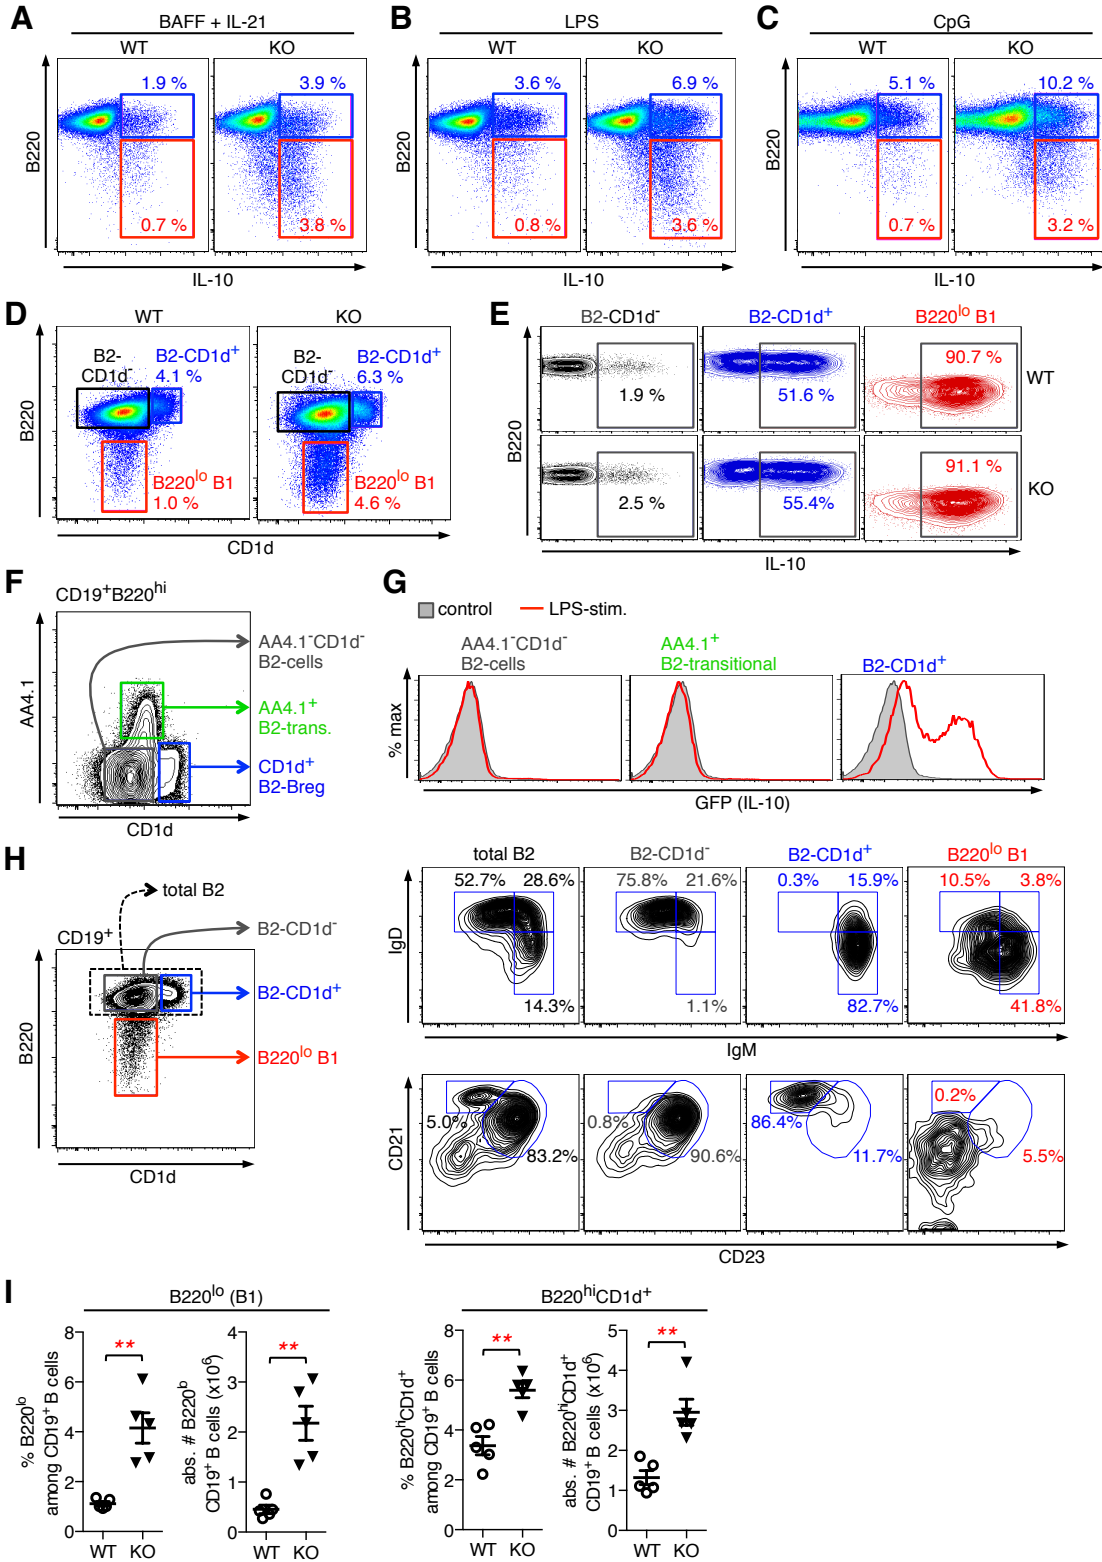 A
BAFF + IL-21
WT KO
1.9 % 3.9 %
0.7 % 3.8 %
B220
IL-10
B
LPS
WT KO
3.6 % 6.9 %
0.8 % 3.6 %
B220
IL-10
C
CpG
WT KO
5.1 % 10.2 %
0.7 % 3.2 %
B220
IL-10
D
WT KO
B2-CD1d⁻ B2-CD1d⁺ 4.1 %
B220ˡᵒ B1 1.0 %
B2-CD1d⁻ B2-CD1d⁺ 6.3 %
B220ˡᵒ B1 4.6 %
B220
CD1d
E
B2-CD1d⁻ B2-CD1d⁺ B220ˡᵒ B1
1.9 % 51.6 % 90.7 % WT
2.5 % 55.4% 91.1 % KO
B220
IL-10
F
CD19⁺B220ʰⁱ
AA4.1⁻CD1d⁻
B2-cells
AA4.1⁺
B2-trans.
CD1d⁺
B2-Breg
AA4.1
CD1d
G
control LPS-stim.
AA4.1⁻CD1d⁻
B2-cells
AA4.1⁺
B2-transitional
B2-CD1d⁺
% max
GFP (IL-10)
H
total B2
CD19⁺
B2-CD1d⁻
B2-CD1d⁺
B220ˡᵒ B1
B220
CD1d
total B2 B2-CD1d⁻ B2-CD1d⁺ B220ˡᵒ B1
52.7% 28.6% 75.8% 21.6% 0.3% 15.9% 10.5% 3.8%
14.3% 1.1% 82.7% 41.8%
IgD
IgM
5.0% 83.2% 0.8% 90.6% 86.4% 11.7% 0.2% 5.5%
CD21
CD23
I
B220ˡᵒ (B1)
% B220ˡᵒ
among CD19⁺ B cells
8
6
4
2
0
**
WT KO
abs. # B220ˡᵒ
CD19⁺ B cells (x10⁶)
4
3
2
1
0
**
WT KO
B220ʰⁱCD1d⁺
% B220ʰⁱCD1d⁺
among CD19⁺ B cells
8
6
4
2
0
**
WT KO
abs. # B220ʰⁱCD1d⁺
CD19⁺ B cells (x10⁶)
5
4
3
2
1
0
**
WT KO